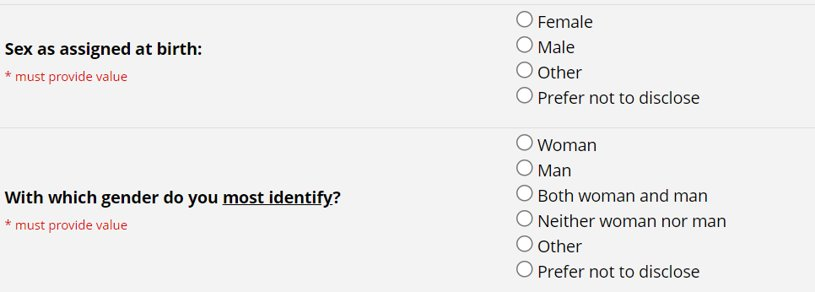 Sex as assigned at birth:
* must provide value
Female
Male
Other
Prefer not to disclose
With which gender do you most identify?
* must provide value
Woman
Man
Both woman and man
Neither woman nor man
Other
Prefer not to disclose